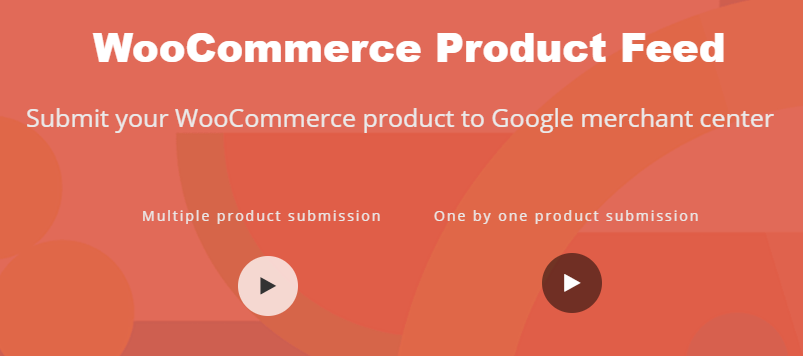 WooCommerce Product Feed
Submit your WooCommerce product to Google merchant center
Multiple product submission
One by one product submission